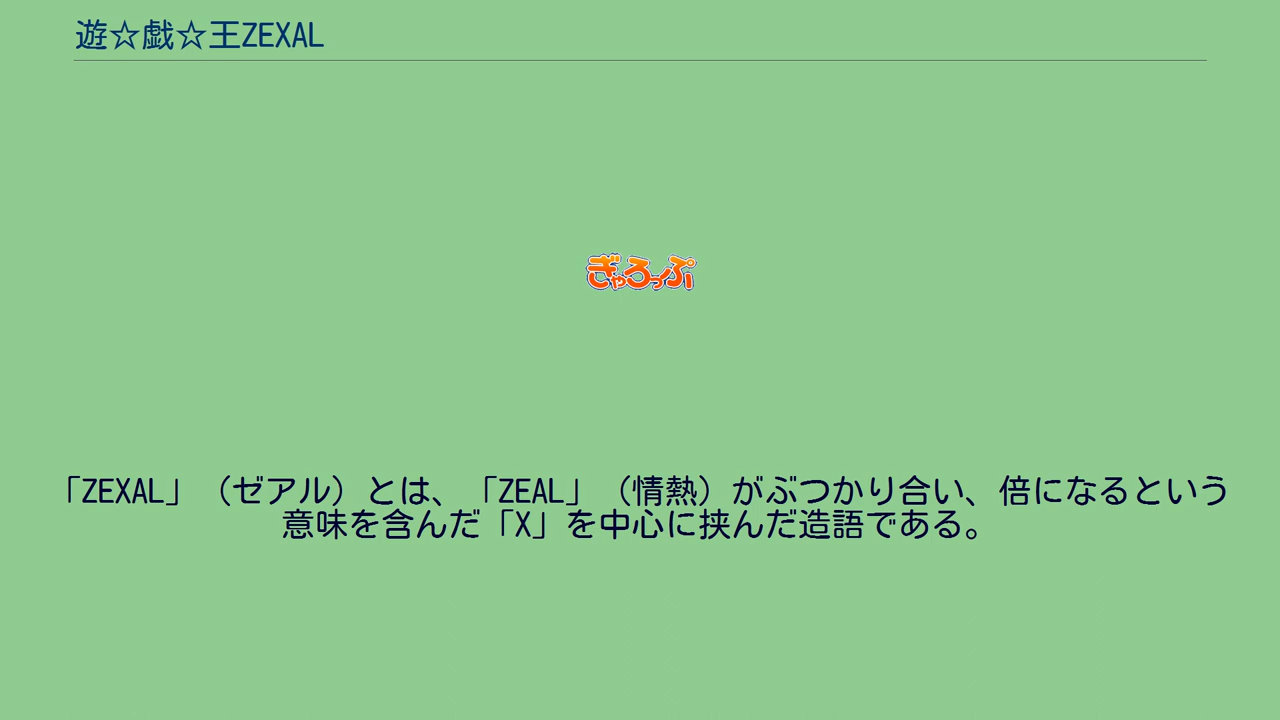 遊☆戯☆王ZEXAL
ぎゃろっぷ
「ZEXAL」（ゼアル）とは、「ZEAL」（情熱）がぶつかり合い、倍になるという
意味を含んだ「X」を中心に挟んだ造語である。